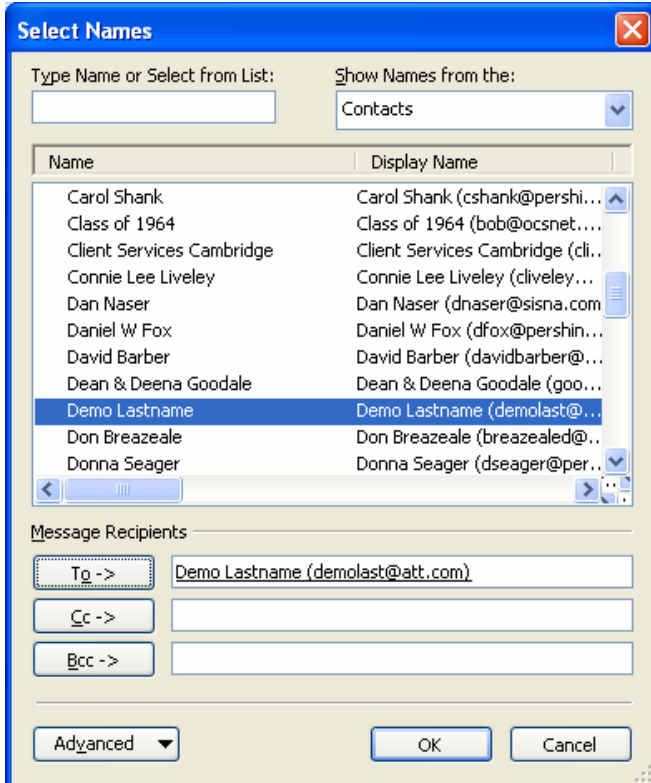 Select Names
Type Name or Select from List: Show Names from the:
Contacts
Name Display Name
Carol Shank Carol Shank (cshank@pershi...
Class of 1964 Class of 1964 (bob@ocsnet....
Client Services Cambridge Client Services Cambridge (cli...
Connie Lee Liveley Connie Lee Liveley (cliveley...
Dan Naser Dan Naser (dnaser@sisna.com
Daniel W Fox Daniel W Fox (dfox@pershin...
David Barber David Barber (davidbarber@...
Dean & Deena Goodale Dean & Deena Goodale (goo...
Demo Lastname Demo Lastname (demolast@...
Don Breazeale Don Breazeale (breazealed@...
Donna Seager Donna Seager (dseager@per...
Message Recipients
To -> Demo Lastname (demolast@att.com)
Cc ->
Bcc ->
Advanced OK Cancel